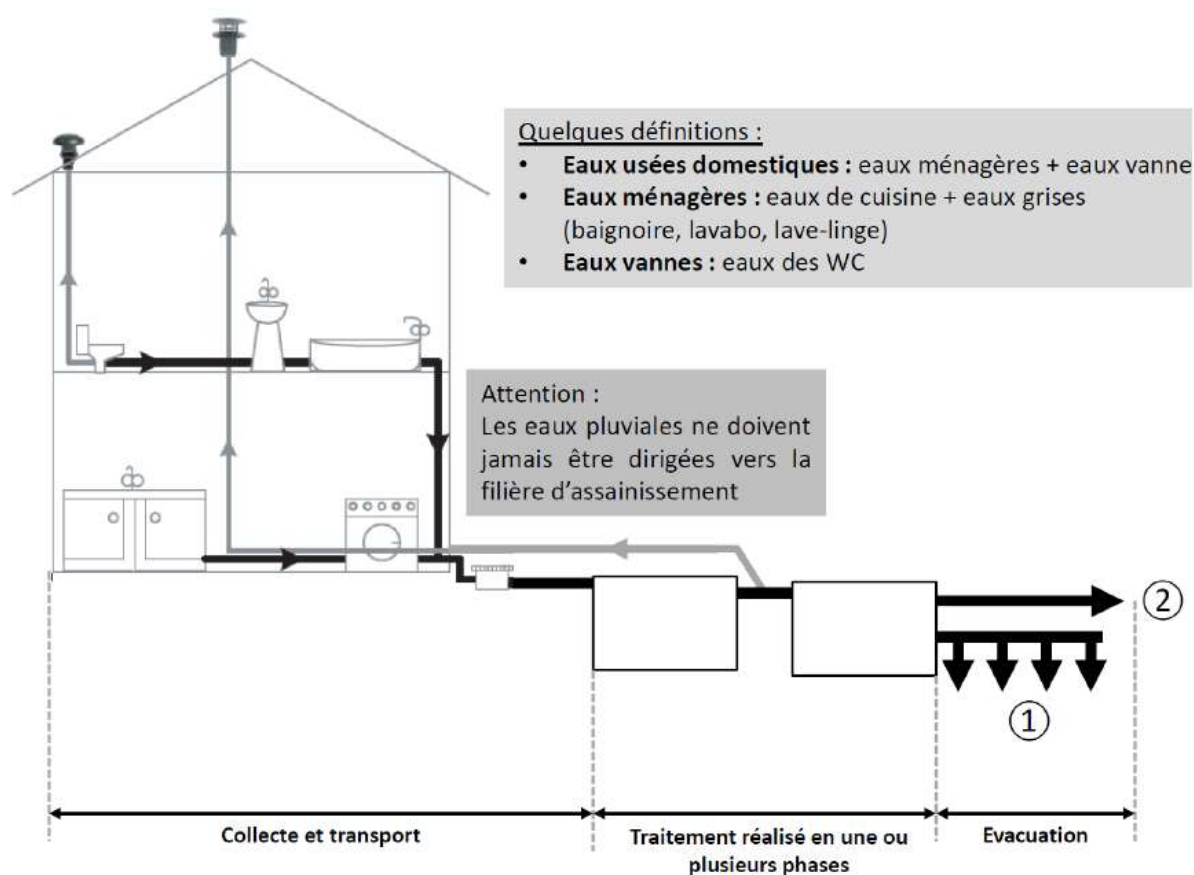 Quelques définitions :
• Eaux usées domestiques : eaux ménagères + eaux vanne
• Eaux ménagères : eaux de cuisine + eaux grises
(baignoire, lavabo, lave-linge)
• Eaux vannes : eaux des WC
Attention :
Les eaux pluviales ne doivent
jamais être dirigées vers la
filière d'assainissement
②
①
Collecte et transport
Traitement réalisé en une ou
plusieurs phases
Evacuation